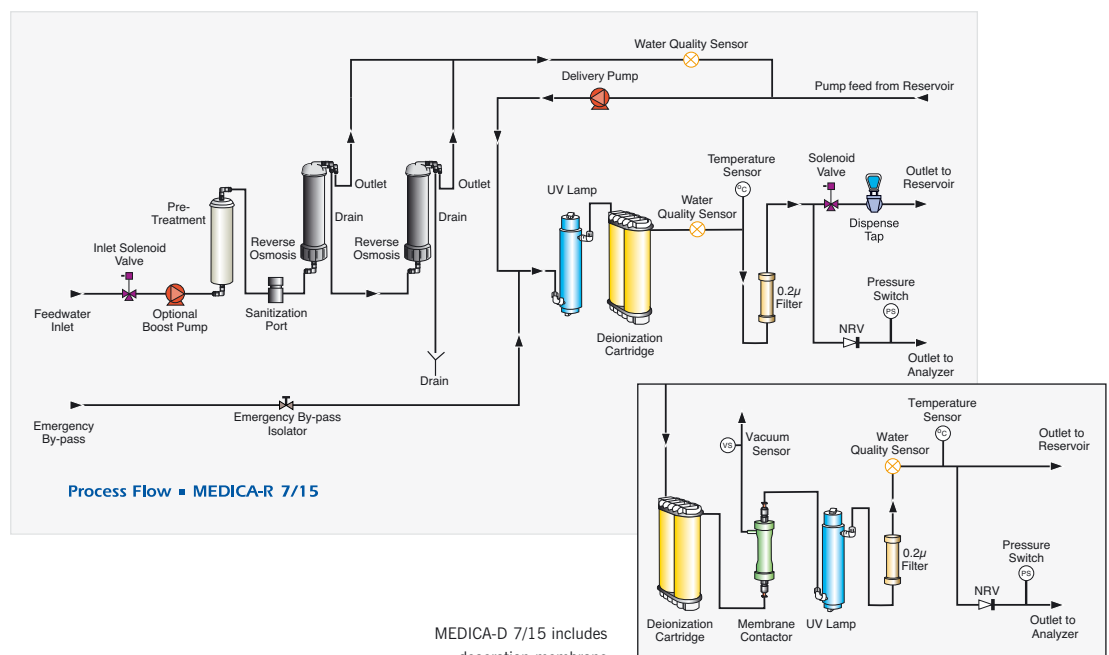 Water Quality Sensor
Delivery Pump
Pump feed from Reservoir
Temperature
Sensor
Solenoid
Valve
Outlet to
Reservoir
ºC
UV Lamp
Water
Quality Sensor
Dispense
Tap
Outlet
Outlet
Pre-
Treatment
Drain
Drain
Reverse
Osmosis
Reverse
Osmosis
Inlet Solenoid
Valve
Feedwater
Inlet
Optional
Boost Pump
Sanitization
Port
0.2µ
Filter
Pressure
Switch
PS
NRV
Deionization
Cartridge
Outlet to
Analyzer
Drain
Emergency
By-pass
Emergency By-pass
Isolator
Process Flow ▪ MEDICA-R 7/15
Temperature
Sensor
ºC
Vacuum
Sensor
VS
Water
Quality Sensor
Outlet to
Reservoir
0.2µ
Filter
Pressure
Switch
PS
NRV
Deionization
Cartridge
Membrane
Contactor
UV Lamp
Outlet to
Analyzer
MEDICA-D 7/15 includes